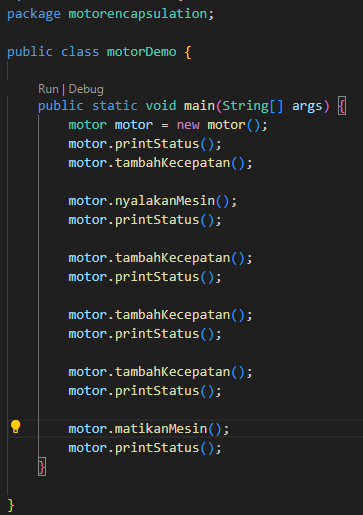 package motorencapsulation;
public class motorDemo {
Run | Debug
public static void main(String[] args) {
motor motor = new motor();
motor.printStatus();
motor.tambahKecepatan();
motor.nyalakanMesin();
motor.printStatus();
motor.tambahKecepatan();
motor.printStatus();
motor.tambahKecepatan();
motor.printStatus();
motor.tambahKecepatan();
motor.printStatus();
motor.matikanMesin();
motor.printStatus();
}
}